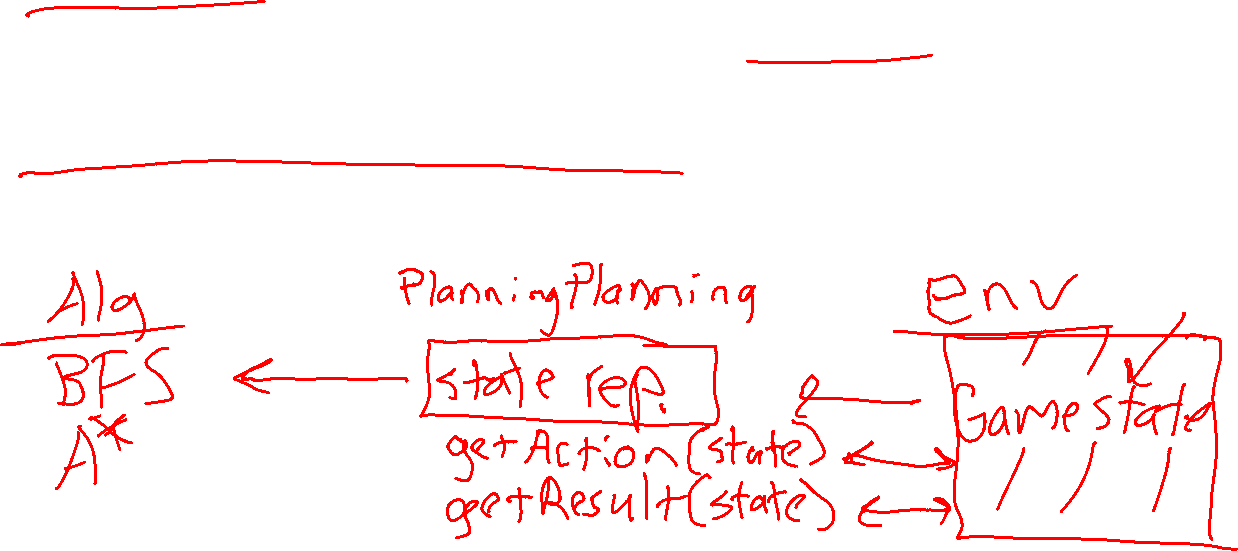 Alg
BFS
A*
PlanningPlanning
state rep.
getAction(state)
getResult(state)
env
Gamestate